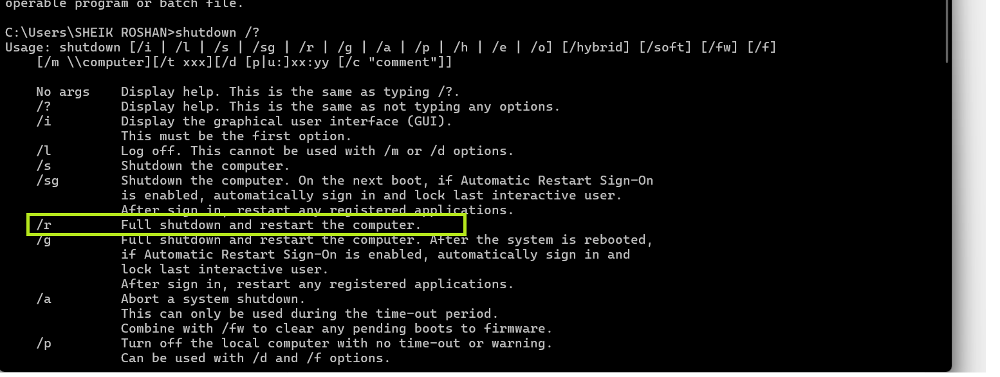 operable program or batch file.
C:\Users\SHEIK ROSHAN>shutdown /?
Usage: shutdown [/i | /l | /s | /sg | /r | /g | /a | /p | /h | /e | /o] [/hybrid] [/soft] [/fw] [/f]
    [/m \\computer][/t xxx][/d [p|u:]xx:yy [/c "comment"]]
    No args    Display help. This is the same as typing /?.
    /?         Display help. This is the same as not typing any options.
    /i         Display the graphical user interface (GUI).
               This must be the first option.
    /l         Log off. This cannot be used with /m or /d options.
    /s         Shutdown the computer.
    /sg        Shutdown the computer. On the next boot, if Automatic Restart Sign-On
               is enabled, automatically sign in and lock last interactive user.
               After sign in, restart any registered applications.
    /r         Full shutdown and restart the computer.
    /g         Full shutdown and restart the computer. After the system is rebooted,
               if Automatic Restart Sign-On is enabled, automatically sign in and
               lock last interactive user.
               After sign in, restart any registered applications.
    /a         Abort a system shutdown.
               This can only be used during the time-out period.
               Combine with /fw to clear any pending boots to firmware.
    /p         Turn off the local computer with no time-out or warning.
               Can be used with /d and /f options.